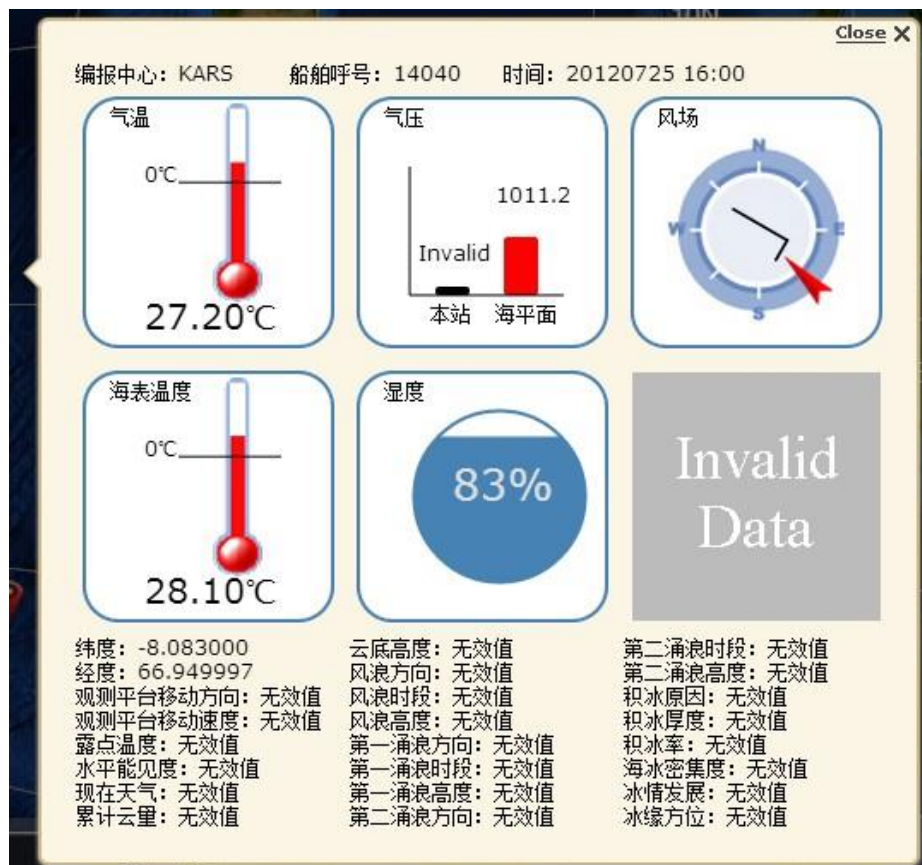 Close ×
编报中心：KARS 船舶呼号：14040 时间：20120725 16:00
气温
0℃
27.20℃
气压
1011.2
Invalid
本站 海平面
风场
N
W E
S
海表温度
0℃
28.10℃
湿度
83%
Invalid
Data
纬度：-8.083000
经度：66.949997
观测平台移动方向：无效值
观测平台移动速度：无效值
露点温度：无效值
水平能见度：无效值
现在天气：无效值
累计云量：无效值
云底高度：无效值
风浪方向：无效值
风浪时段：无效值
风浪高度：无效值
第一涌浪方向：无效值
第一涌浪时段：无效值
第一涌浪高度：无效值
第二涌浪方向：无效值
第二涌浪时段：无效值
第二涌浪高度：无效值
积冰原因：无效值
积冰厚度：无效值
积冰率：无效值
海冰密集度：无效值
冰情发展：无效值
冰缘方位：无效值